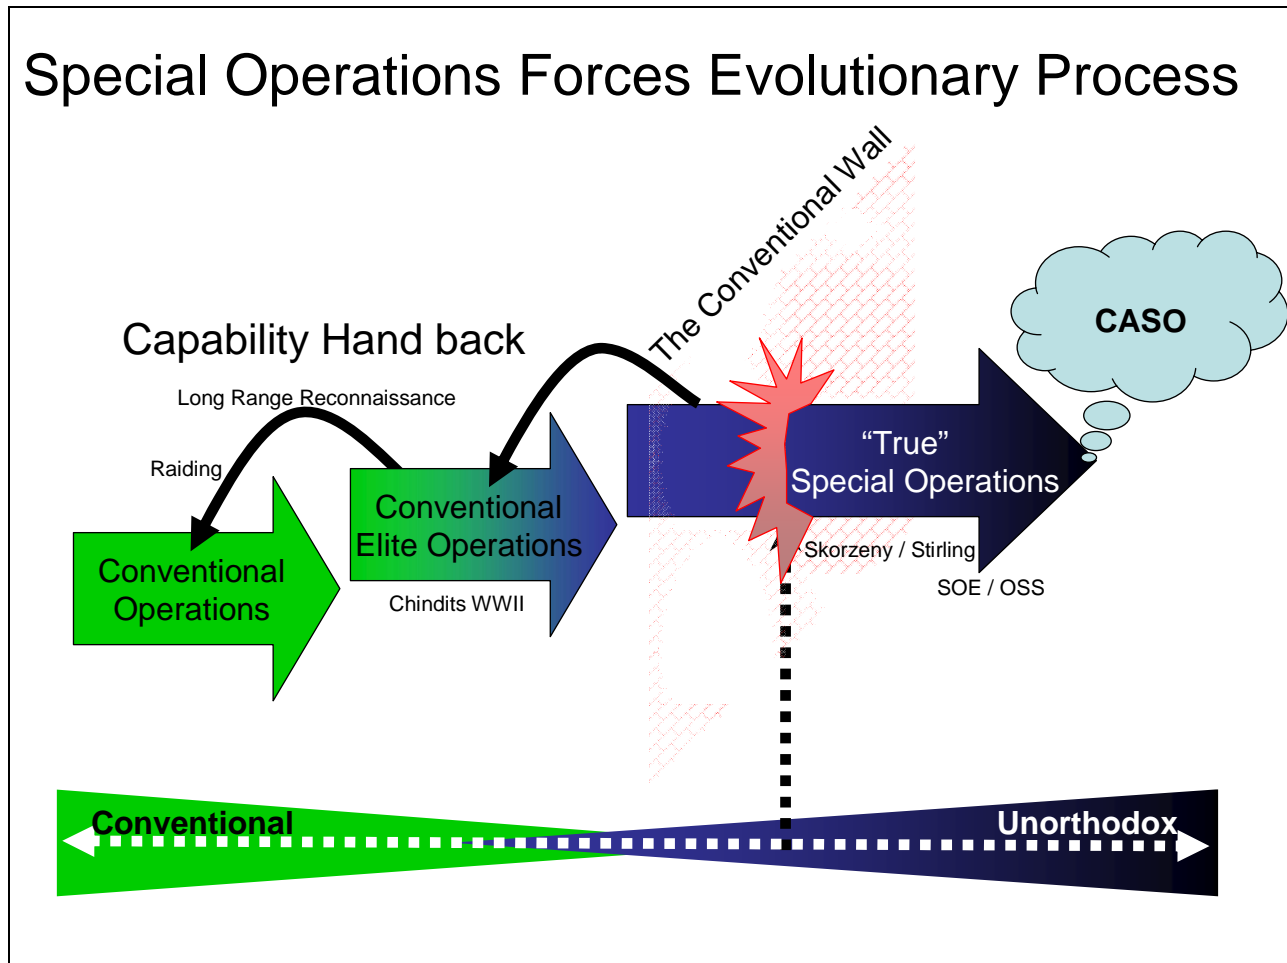 Special Operations Forces Evolutionary Process
The Conventional Wall
CASO
Capability Hand back
Long Range Reconnaissance
Raiding
“True”
Special Operations
Conventional
Elite Operations
Conventional
Operations
Skorzeny / Stirling
SOE / OSS
Chindits WWII
Conventional
Unorthodox